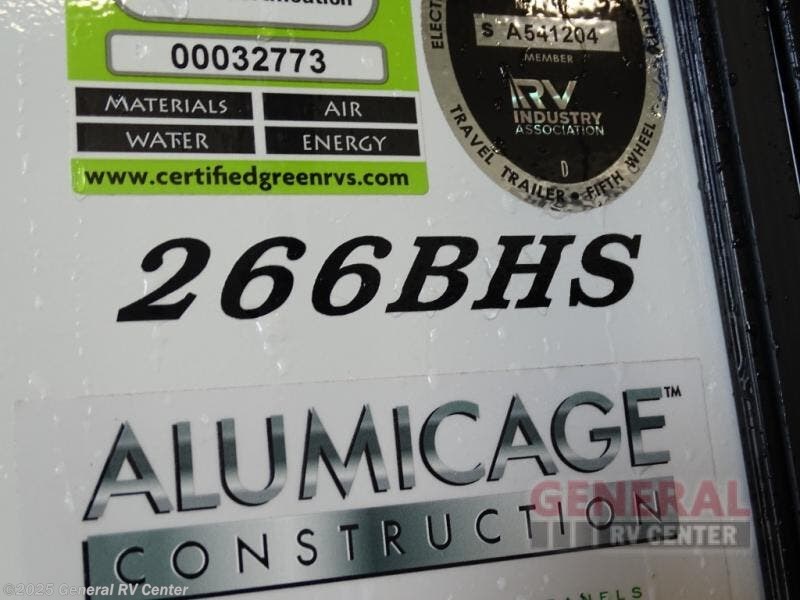 00032773
MATERIALS AIR
WATER ENERGY
www.certifiedgreenrvs.com
S A541204
MEMBER
RV
INDUSTRY
ASSOCIATION
TRAVEL TRAILER • FIFTH WHEEL
D
266BHS
ALUMICAGE™
CONSTRUCTION
GENERAL
RV CENTER
©2025 General RV Center